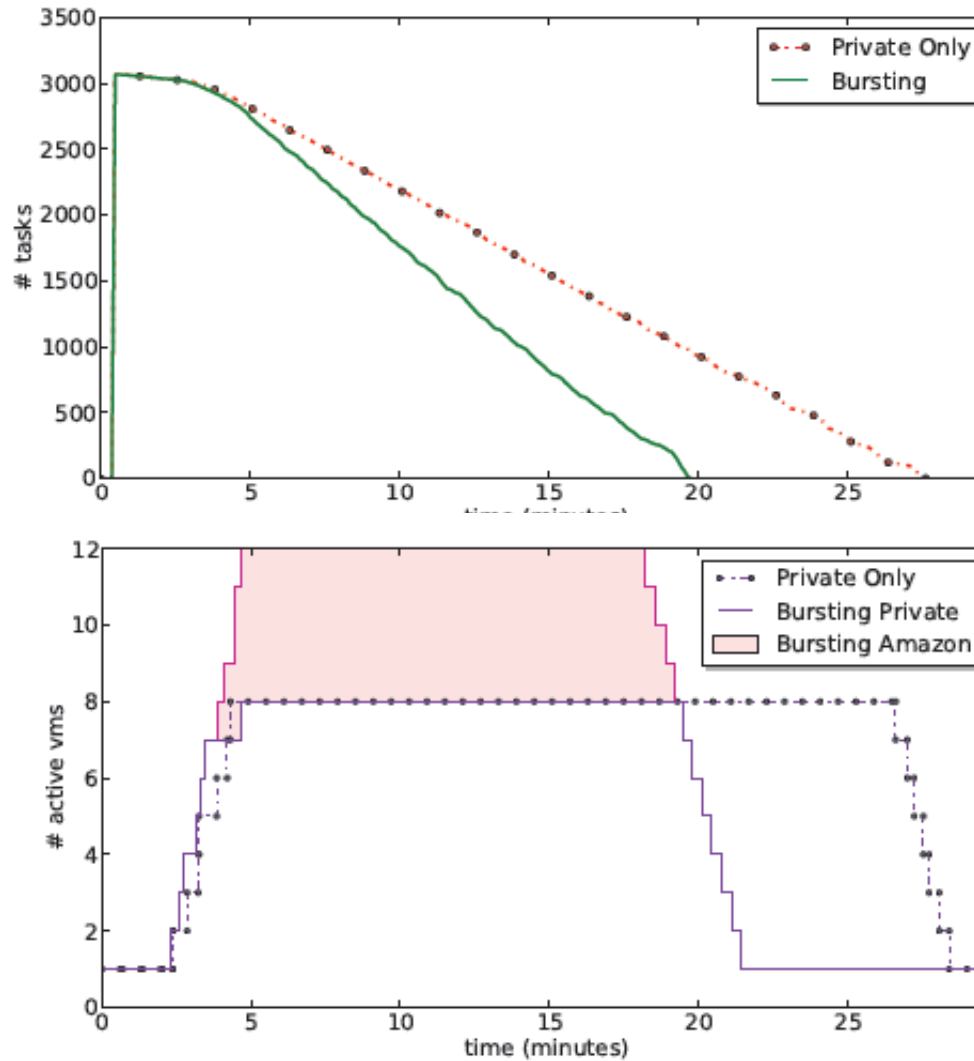 3500
3000
2500
2000
1500
1000
500
0
# tasks
Private Only
Bursting
0 5 10 15 20 25
time (minutes)
12
10
8
6
4
2
0
# active vms
Private Only
Bursting Private
Bursting Amazon
0 5 10 15 20 25
time (minutes)